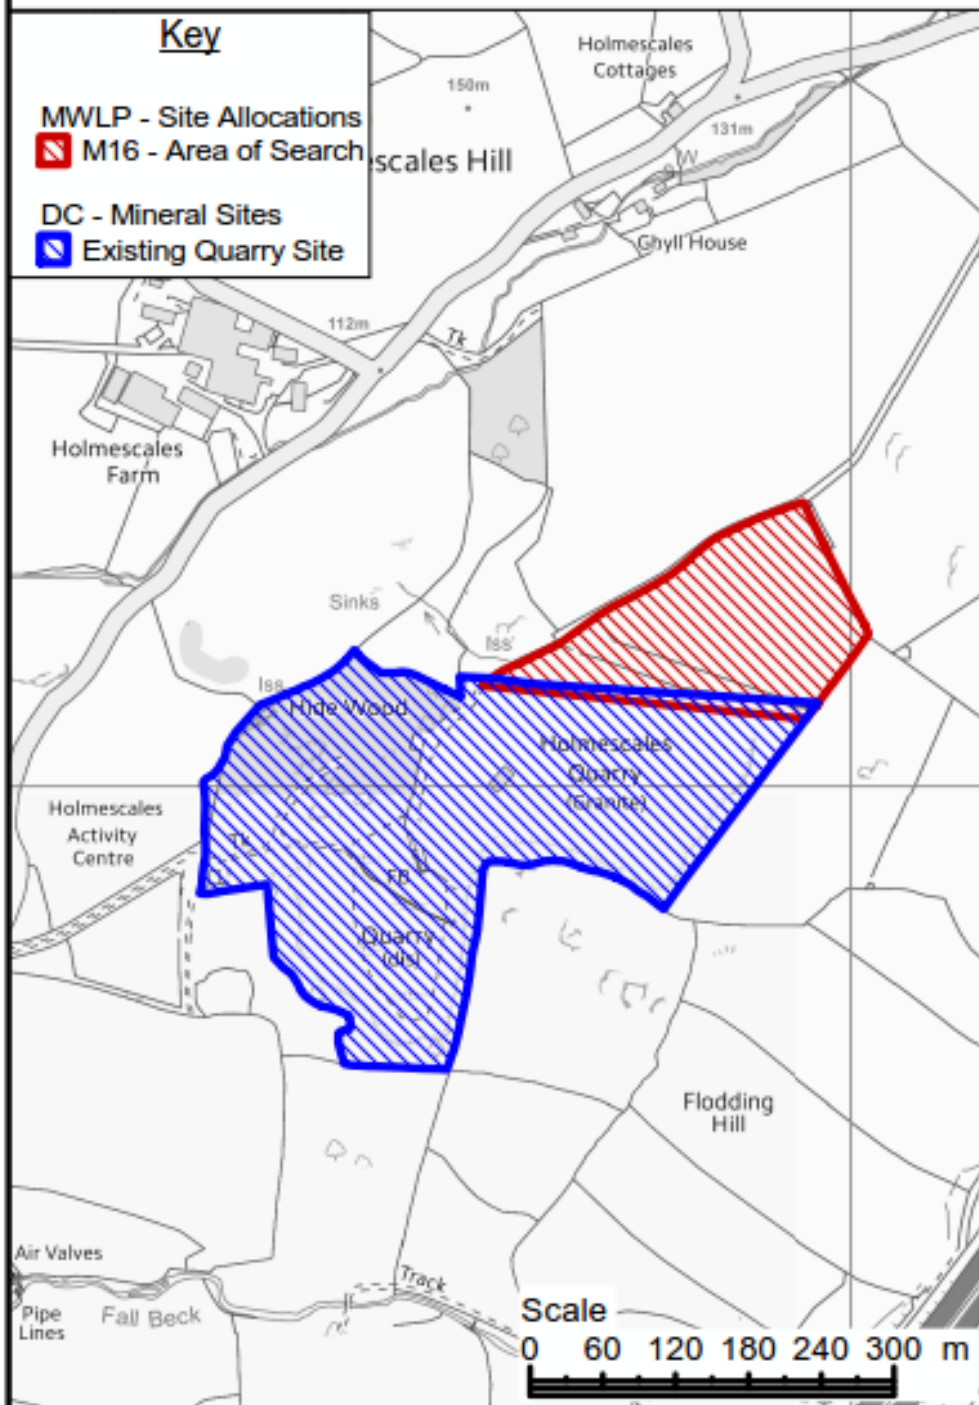 Key
MWLP - Site Allocations
M16 - Area of Search
DC - Mineral Sites
Existing Quarry Site
Holmescales
Cottages
150m
131m
escales Hill
W
Ghyll House
112m
Tk
Holmescales
Farm
Sinks
Iss
Iss
Hide Wood
Holmescales
Quarry
(Granite)
Holmescales
Activity
Centre
Tk
FB
Quarry
(dis)
Flodding
Hill
Air Valves
Pipe
Lines
Fall Beck
Track
Scale
0 60 120 180 240 300 m